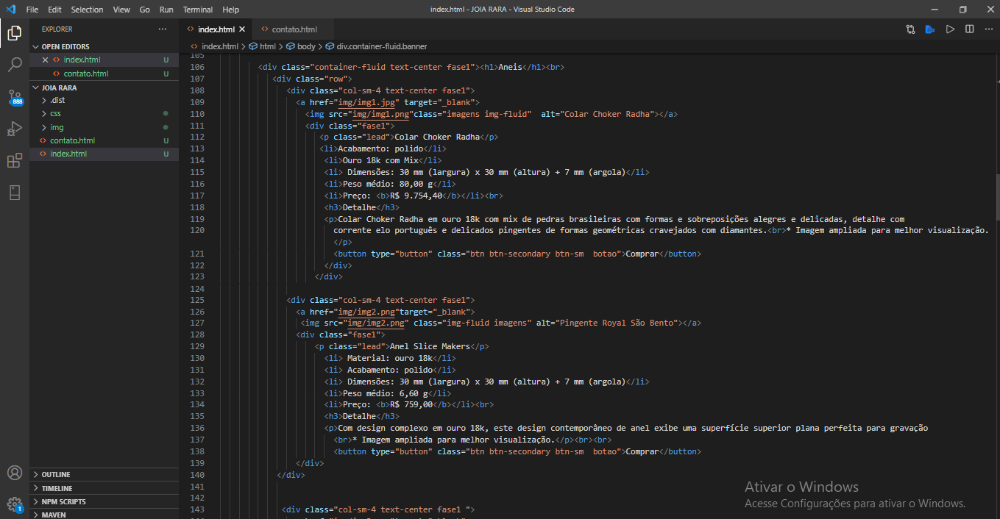 File Edit Selection View Go Run Terminal Help
index.html - JOIA RARA - Visual Studio Code
EXPLORER
index.html
contato.html
OPEN EDITORS
index.html > html > body > div.container-fluid.banner
index.html U
contato.html U
JOIA RARA
.dist
css
img
contato.html U
index.html U
888
105
106 <div class="container-fluid text-center fase1"><h1>Aneis</h1><br>
107 <div class="row">
108 <div class="col-sm-4 text-center fase1">
109 <a href="img/img1.jpg" target="_blank">
110 <img src="img/img1.png"class="imagens img-fluid"  alt="Colar Choker Radha"></a>
111 <div class="fase1">
112 <p class="lead">Colar Choker Radha</p>
113 <li>Acabamento: polido</li>
114 <li>Ouro 18k com Mix</li>
115 <li> Dimensões: 30 mm (largura) x 30 mm (altura) + 7 mm (argola)</li>
116 <li>Peso médio: 80,00 g</li>
117 <li>Preço: <b>R$ 9.754,40</b></li><br>
118 <h3>Detalhe</h3>
119 <p>Colar Choker Radha em ouro 18k com mix de pedras brasileiras com formas e sobreposições alegres e delicadas, detalhe com
120 corrente elo português e delicados pingentes de formas geométricas cravejados com diamantes.<br>* Imagem ampliada para melhor visualização.
</p>
121 <button type="button" class="btn btn-secondary btn-sm  botao">Comprar</button>
122 </div>
123 </div>
124
125 <div class="col-sm-4 text-center fase1">
126 <a href="img/img2.png"target="_blank">
127 <img src="img/img2.png" class="img-fluid imagens" alt="Pingente Royal São Bento"></a>
128 <div class="fase1">
129 <p class="lead">Anel Slice Makers</p>
130 <li> Material: ouro 18k</li>
131 <li> Acabamento: polido</li>
132 <li> Dimensões: 30 mm (largura) x 30 mm (altura) + 7 mm (argola)</li>
133 <li>Peso médio: 6,60 g</li>
134 <li>Preço: <b>R$ 759,00</b></li><br>
135 <h3>Detalhe</h3>
136 <p>Com design complexo em ouro 18k, este design contemporâneo de anel exibe uma superfície superior plana perfeita para gravação
137 <br>* Imagem ampliada para melhor visualização.</p><br><br>
138 <button type="button" class="btn btn-secondary btn-sm  botao">Comprar</button>
139 </div>
140 </div>
141
142
143 <div class="col-sm-4 text-center fase1 ">
OUTLINE
TIMELINE
NPM SCRIPTS
MAVEN
1
Ativar o Windows
Acesse Configurações para ativar o Windows.